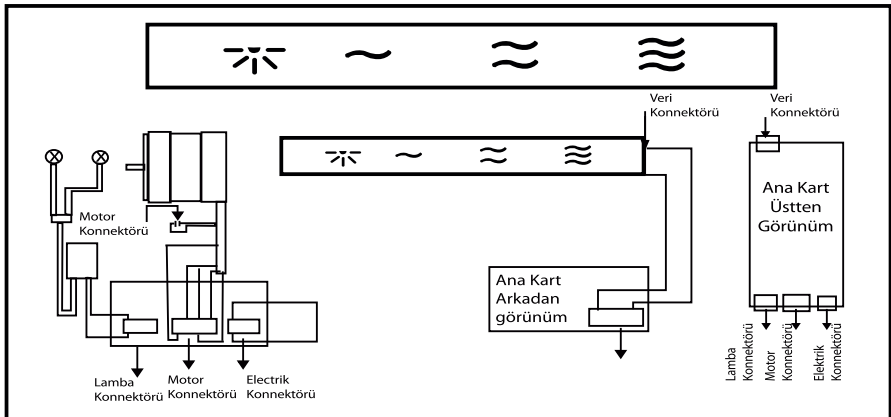 Veri
Konnektörü
Veri
Konnektörü
Motor
Konnektörü
Ana Kart
Üstten
Görünüm
Ana Kart
Arkadan
görünüm
Lamba
Konnektörü
Motor
Konnektörü
Electrik
Konnektörü
Lamba
Konnektörü
Motor
Konnektörü
Elektrik
Konnektörü